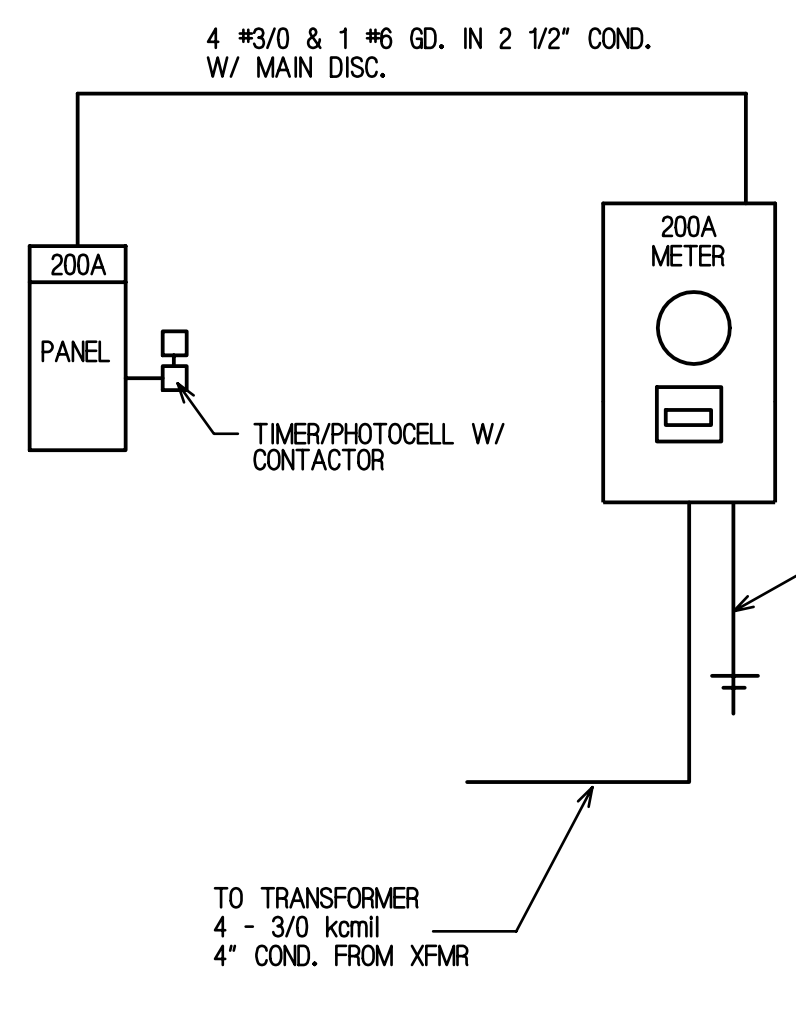 4 #3/0 & 1 #6 GD. IN 2 1/2" COND.
W/ MAIN DISC.
200A
METER
200A
PANEL
TIMER/PHOTOCELL W/
CONTACTOR
TO TRANSFORMER
4 - 3/0 kcmil
4" COND. FROM XFMR